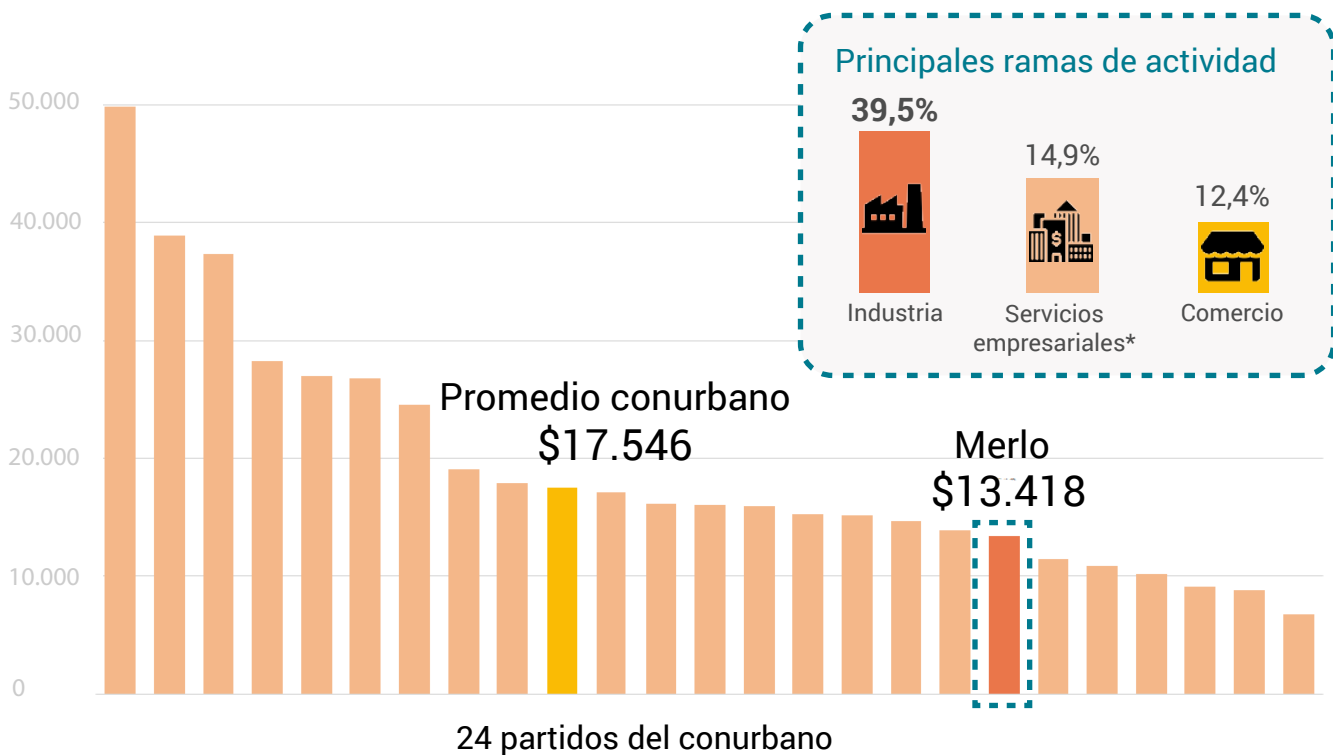 Principales ramas de actividad
39,5%
14,9%
12,4%
$
Industria
Servicios
empresariales*
Comercio
50.000
40.000
30.000
20.000
10.000
0
Promedio conurbano
$17.546
Merlo
$13.418
24 partidos del conurbano